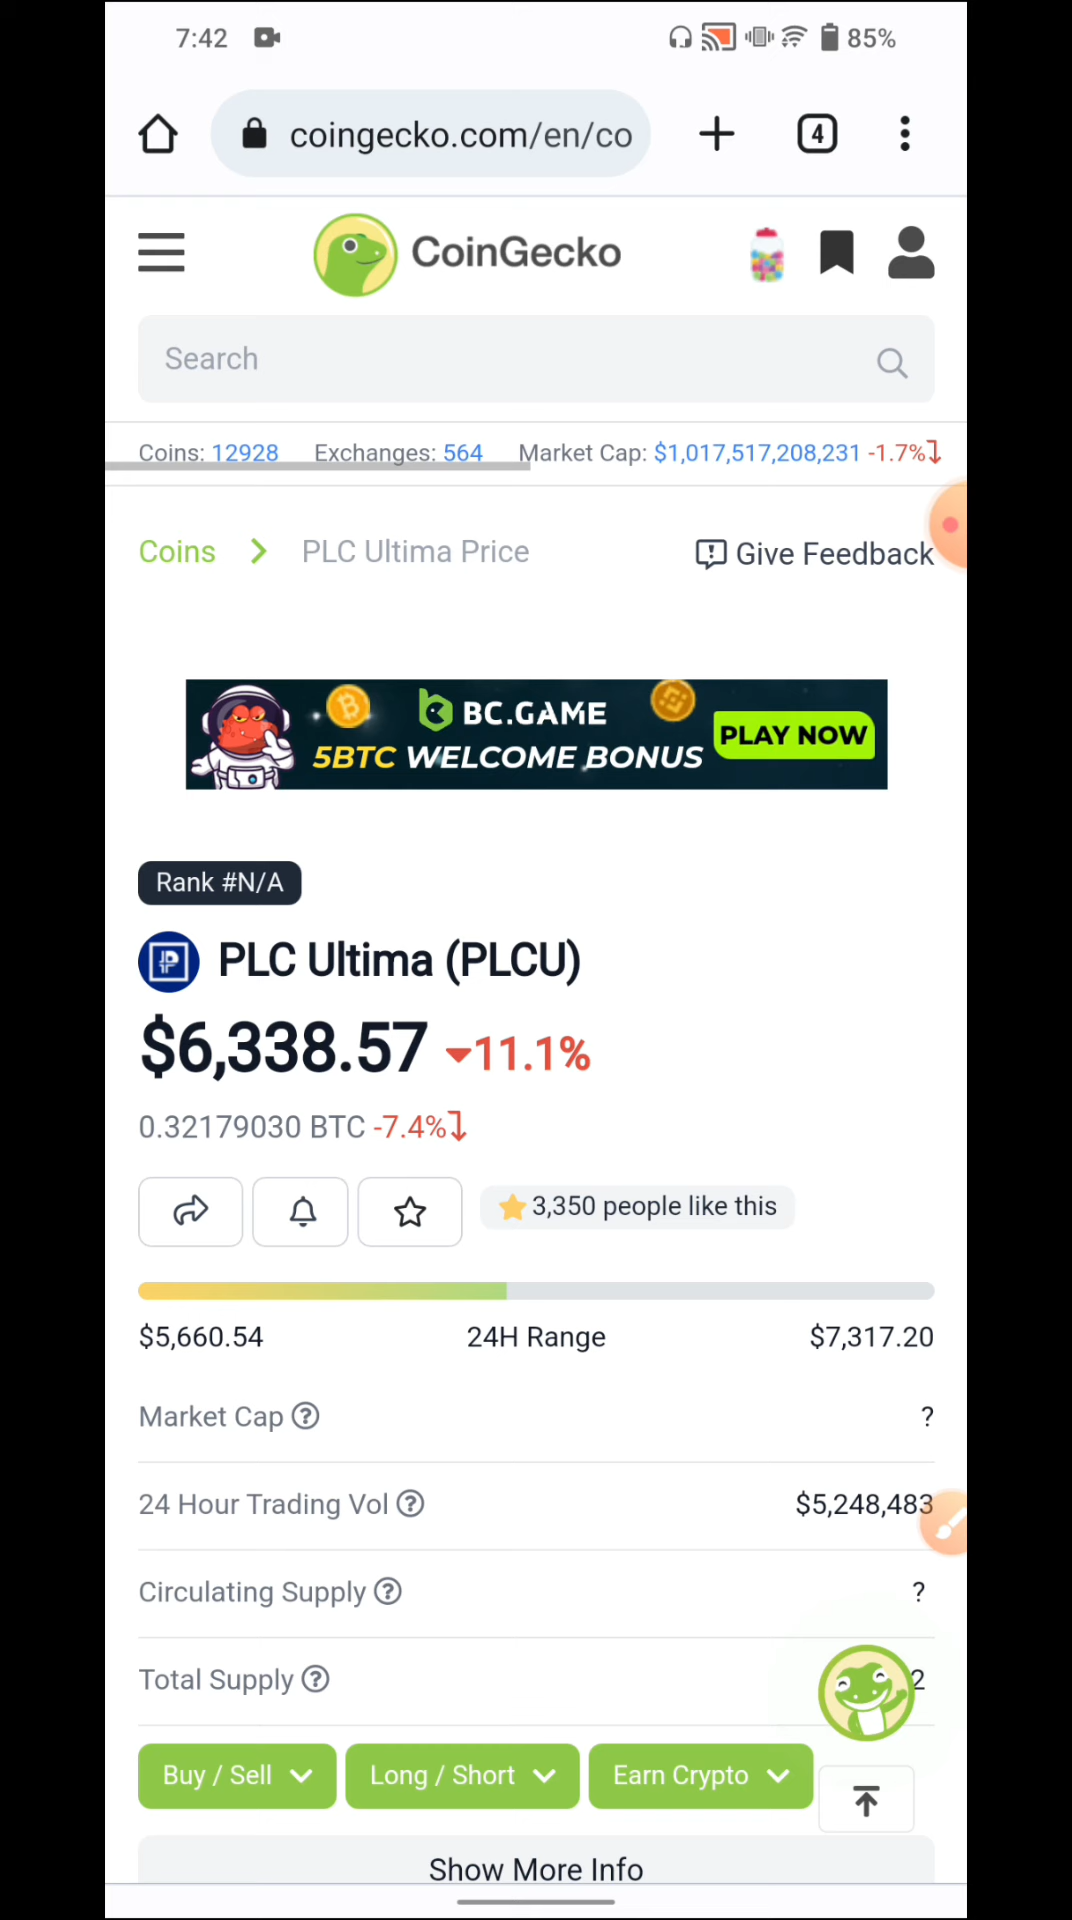 7:42 85%
coingecko.com/en/co 4
CoinGecko
Search
Coins: 12928 Exchanges: 564 Market Cap: $1,017,517,208,231 -1.7%
Coins PLC Ultima Price Give Feedback
BC.GAME
5BTC WELCOME BONUS PLAY NOW
Rank #N/A
PLC Ultima (PLCU)
$6,338.57 11.1%
0.32179030 BTC -7.4%
3,350 people like this
$5,660.54 24H Range $7,317.20
Market Cap ? ?
24 Hour Trading Vol ? $5,248,483
Circulating Supply ? ?
Total Supply ? 2
Buy / Sell Long / Short Earn Crypto
Show More Info